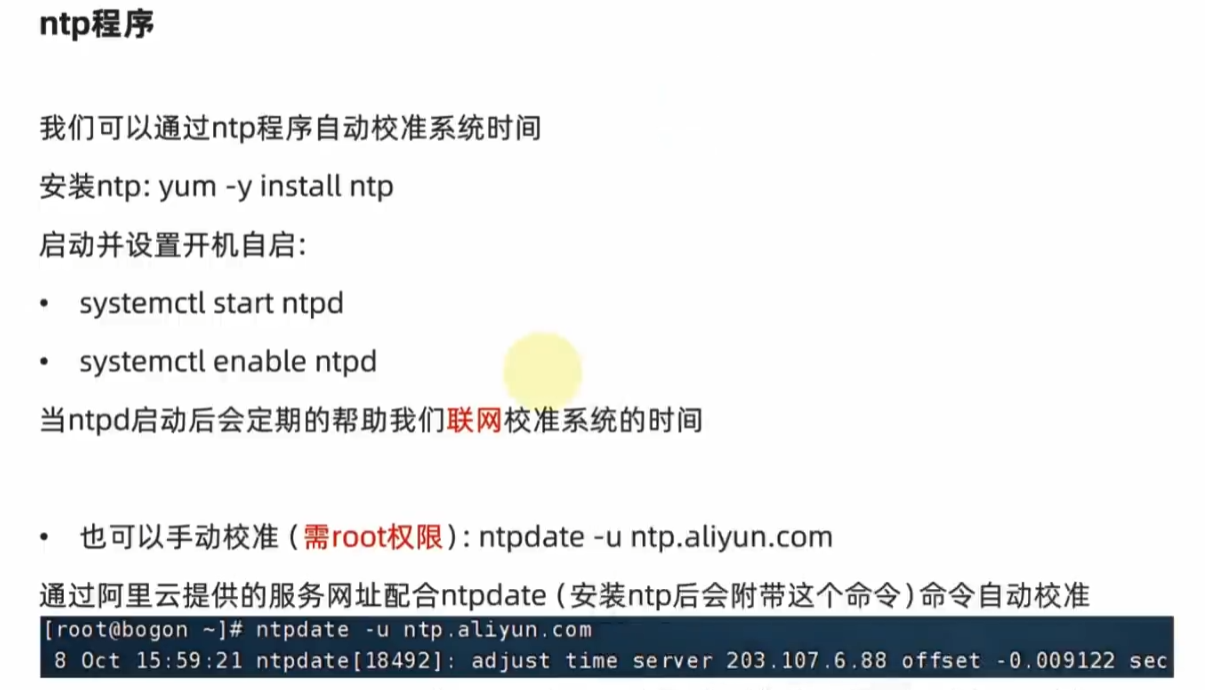 ntp程序
我们可以通过ntp程序自动校准系统时间
安装ntp: yum -y install ntp
启动并设置开机自启:
• systemctl start ntpd
• systemctl enable ntpd
当ntpd启动后会定期的帮助我们联网校准系统的时间
• 也可以手动校准(需root权限): ntpdate -u ntp.aliyun.com
通过阿里云提供的服务网址配合ntpdate(安装ntp后会附带这个命令)命令自动校准
[root@bogon ~]# ntpdate -u ntp.aliyun.com
8 Oct 15:59:21 ntpdate[18492]: adjust time server 203.107.6.88 offset -0.009122 sec